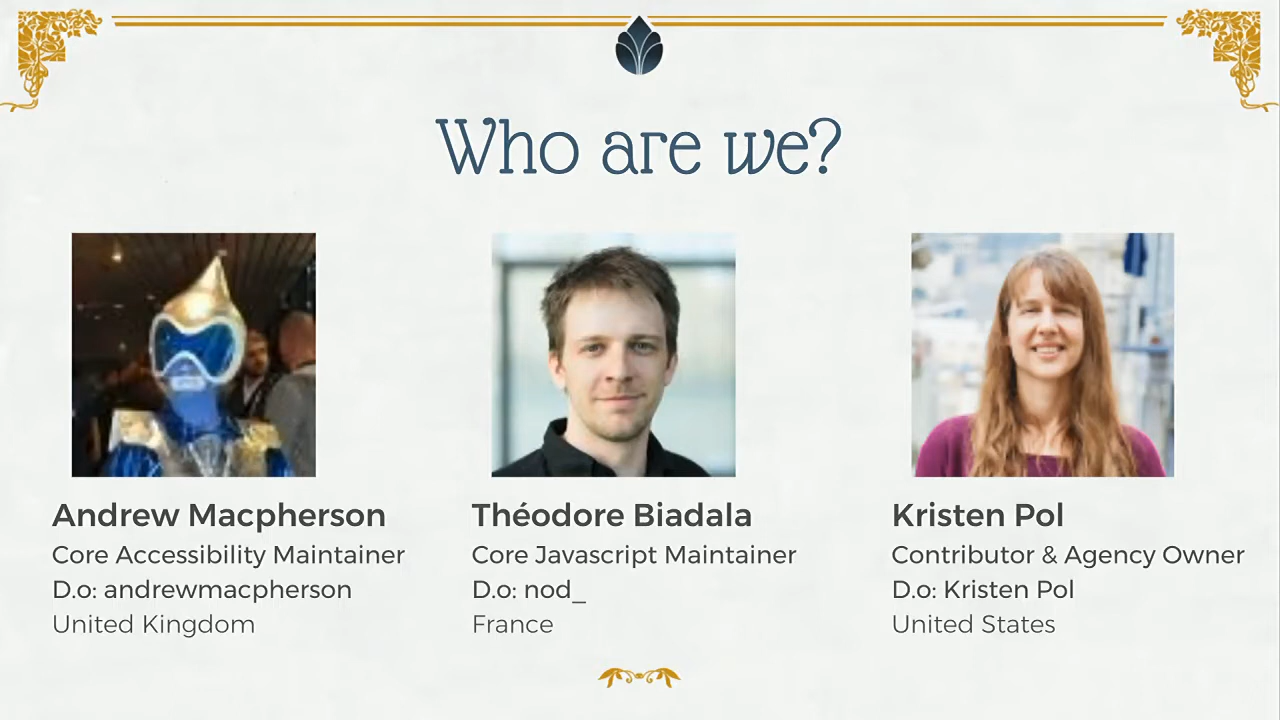 Who are we?
Andrew Macpherson
Core Accessibility Maintainer
D.o: andrewmacpherson
United Kingdom
Théodore Biadala
Core Javascript Maintainer
D.o: nod_
France
Kristen Pol
Contributor & Agency Owner
D.o: Kristen Pol
United States